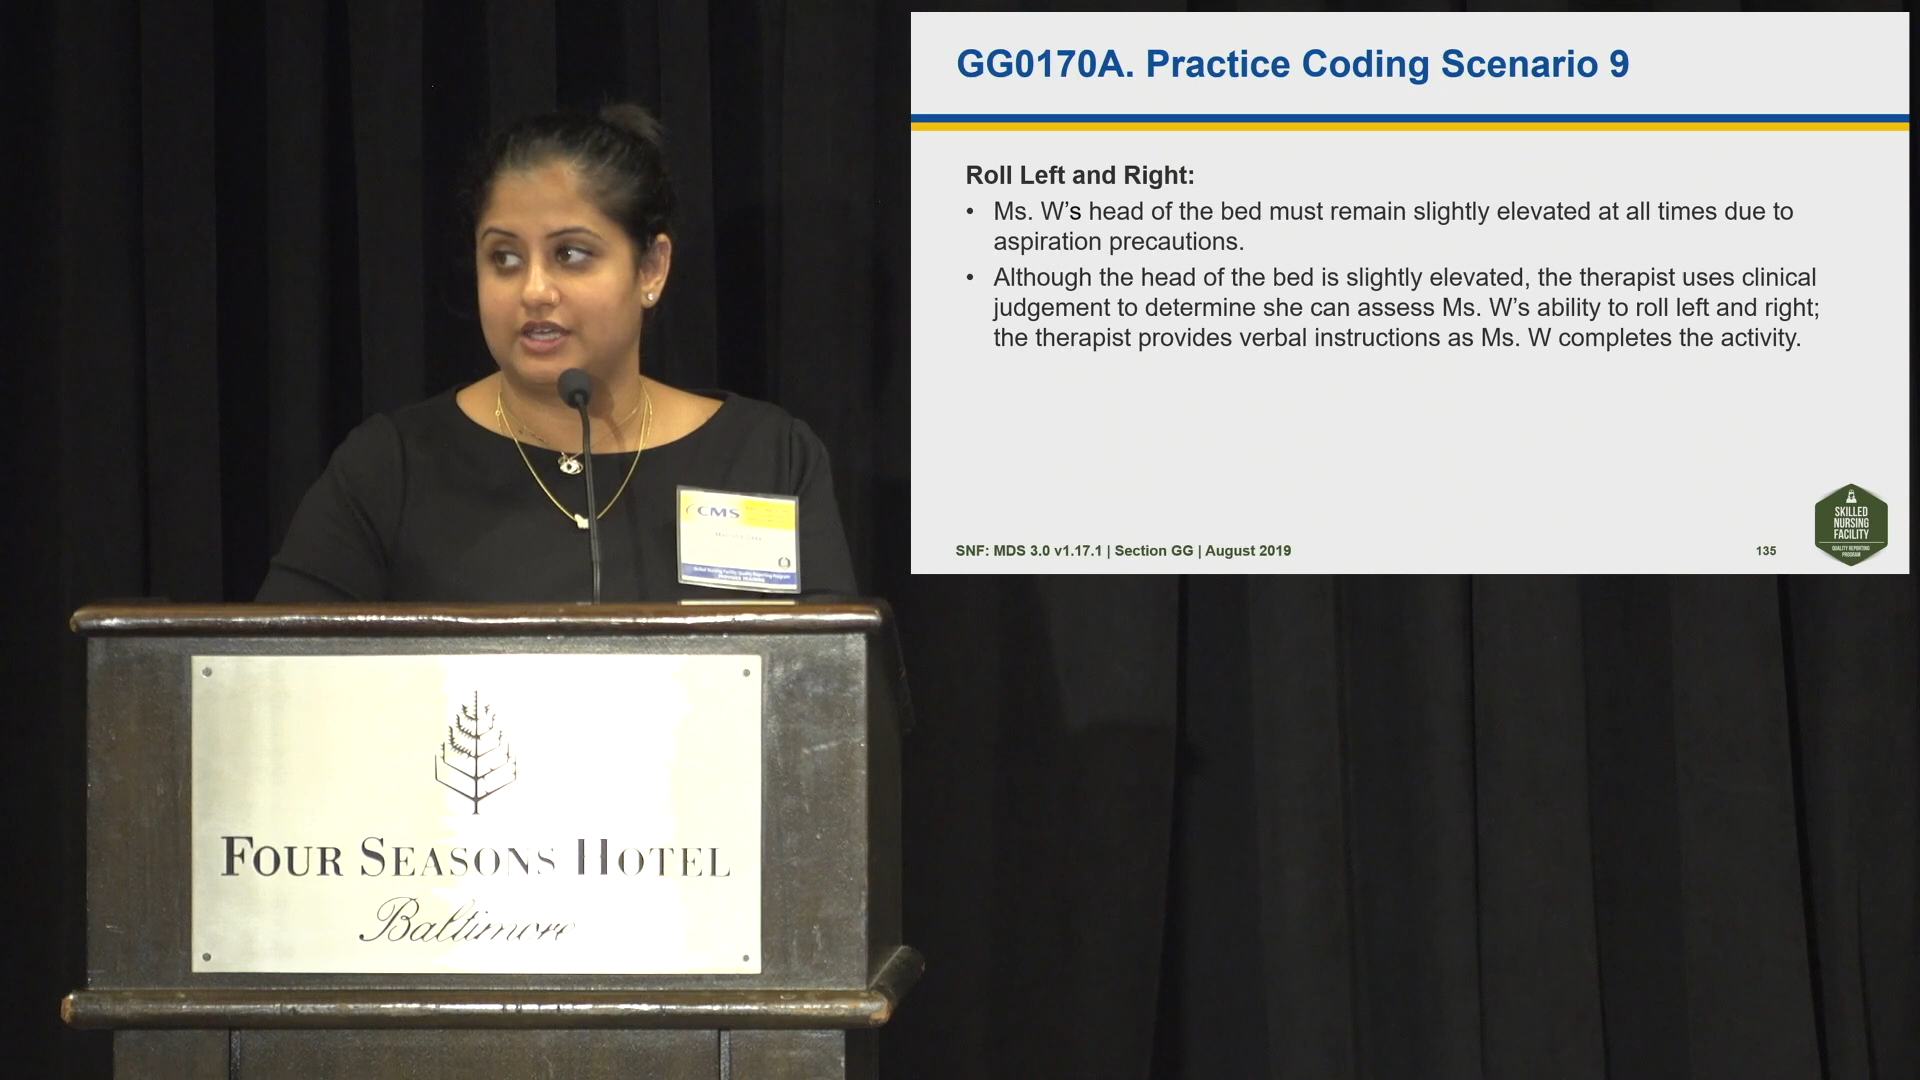 GG0170A. Practice Coding Scenario 9
Roll Left and Right:
• Ms. W’s head of the bed must remain slightly elevated at all times due to
aspiration precautions.
• Although the head of the bed is slightly elevated, the therapist uses clinical
judgement to determine she can assess Ms. W’s ability to roll left and right;
the therapist provides verbal instructions as Ms. W completes the activity.
SNF: MDS 3.0 v1.17.1 | Section GG | August 2019
135
SKILLED
NURSING
FACILITY
QUALITY REPORTING
PROGRAM
CMS
FOUR SEASONS HOTEL
Baltimore